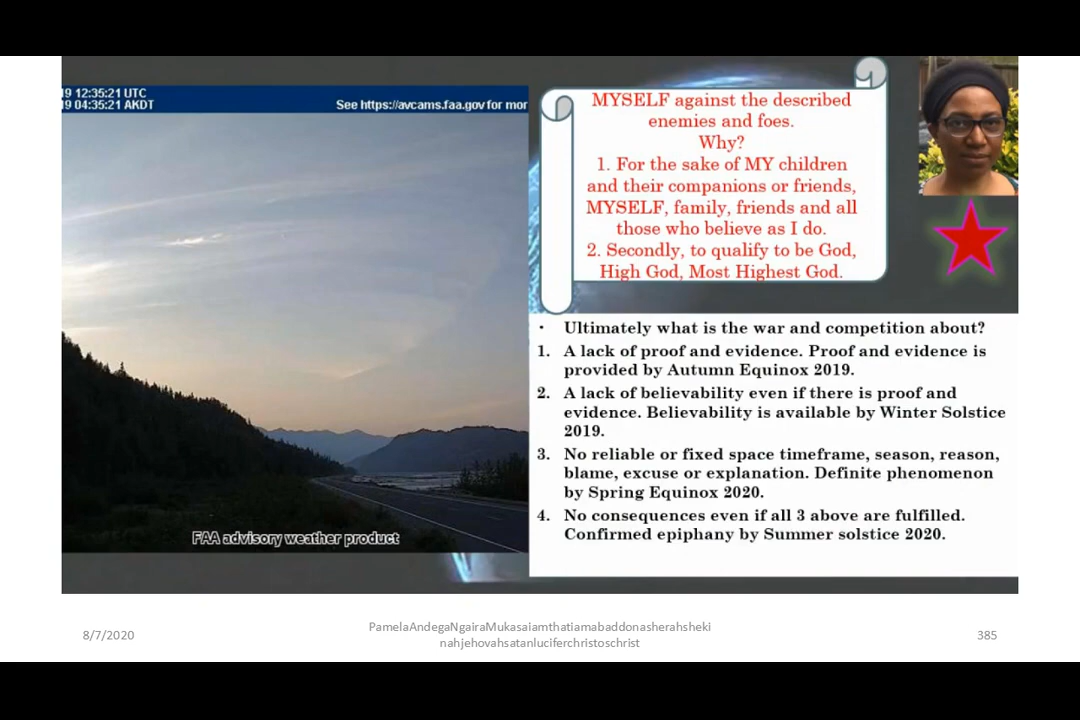 19 12:35:21 UTC
19 04:35:21 AKDT
See https://avcams.faa.gov for mor
FAA advisory weather product
MYSELF against the described
enemies and foes.
Why?
1. For the sake of MY children
and their companions or friends,
MYSELF, family, friends and all
those who believe as I do.
2. Secondly, to qualify to be God,
High God, Most Highest God.
· Ultimately what is the war and competition about?
1. A lack of proof and evidence. Proof and evidence is
provided by Autumn Equinox 2019.
2. A lack of believability even if there is proof and
evidence. Believability is available by Winter Solstice
2019.
3. No reliable or fixed space timeframe, season, reason,
blame, excuse or explanation. Definite phenomenon
by Spring Equinox 2020.
4. No consequences even if all 3 above are fulfilled.
Confirmed epiphany by Summer solstice 2020.
8/7/2020
PamelaAndegaNgairaMukasaiamthatiamabaddonasherahsheki
nahjehovahsatanluciferchristoschrist
385